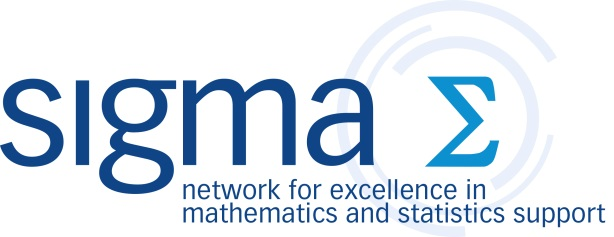 sigma Σ
network for excellence in
mathematics and statistics support